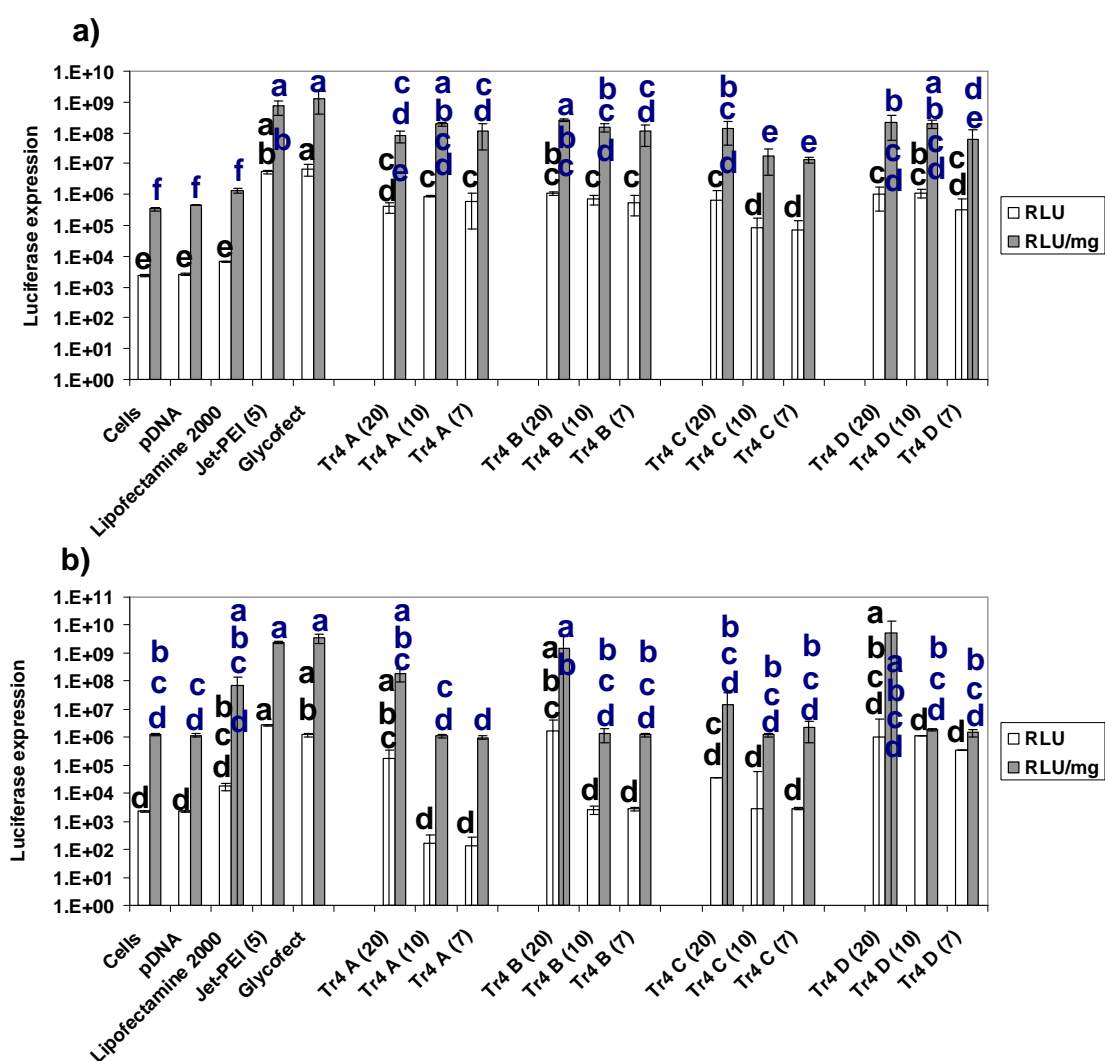 a)
Luciferase expression
1.E+10
1.E+09
1.E+08
1.E+07
1.E+06
1.E+05
1.E+04
1.E+03
1.E+02
1.E+01
1.E+00
e
f
e
f
e
f
a b
a b
a
a
c d
c d e
c
a b c d
c
c d
b c
a b c
c
b c d
c
c d
c
b c d
d
e
d
e
c
b c d
b c
a b c d
c d
d e
Cells
pDNA
Lipofectamine 2000
Jet-PEI (5)
Glycofect
Tr4 A (20)
Tr4 A (10)
Tr4 A (7)
Tr4 B (20)
Tr4 B (10)
Tr4 B (7)
Tr4 C (20)
Tr4 C (10)
Tr4 C (7)
Tr4 D (20)
Tr4 D (10)
Tr4 D (7)
RLU
RLU/mg
b)
Luciferase expression
1.E+11
1.E+10
1.E+09
1.E+08
1.E+07
1.E+06
1.E+05
1.E+04
1.E+03
1.E+02
1.E+01
1.E+00
d
b c d
d
c d
b c d
a b c d
a
a
a b
a
a b c
a b c
d
c d
d
d
a b c
a b
d
b c d
d
b c d
c d
b c d
d
b c d
d
b c d
a b c d
a b c d
d
b c d
d
b c d
Cells
pDNA
Lipofectamine 2000
Jet-PEI (5)
Glycofect
Tr4 A (20)
Tr4 A (10)
Tr4 A (7)
Tr4 B (20)
Tr4 B (10)
Tr4 B (7)
Tr4 C (20)
Tr4 C (10)
Tr4 C (7)
Tr4 D (20)
Tr4 D (10)
Tr4 D (7)
RLU
RLU/mg